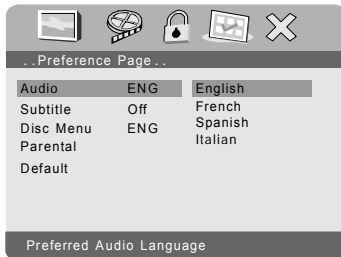 ..Preference Page..
Audio ENG English
Subtitle Off French
Disc Menu ENG Spanish
Parental Italian
Default
Preferred Audio Language